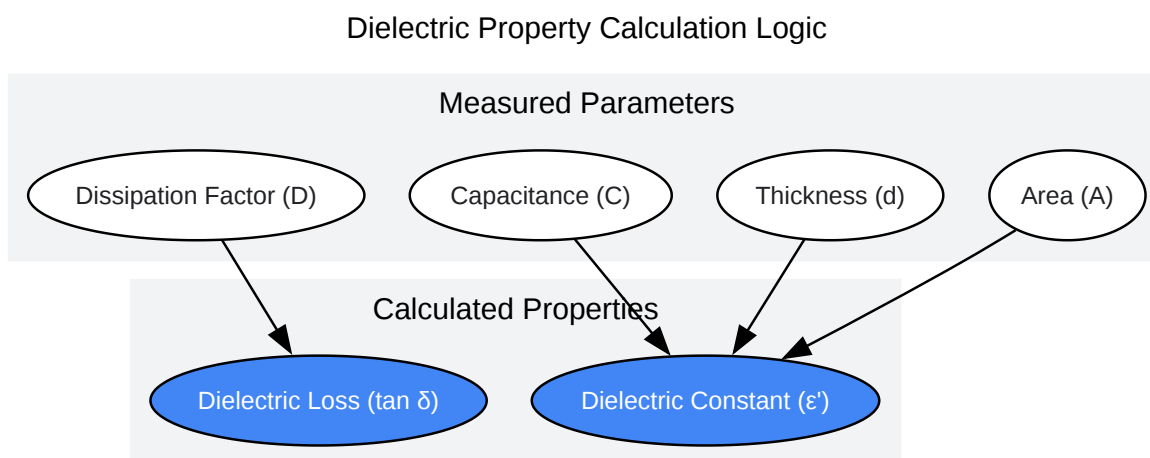 Dielectric Property Calculation Logic
Measured Parameters
Dissipation Factor (D)
Capacitance (C)
Thickness (d)
Area (A)
Calculated Properties
Dielectric Loss (tan δ)
Dielectric Constant (ε')